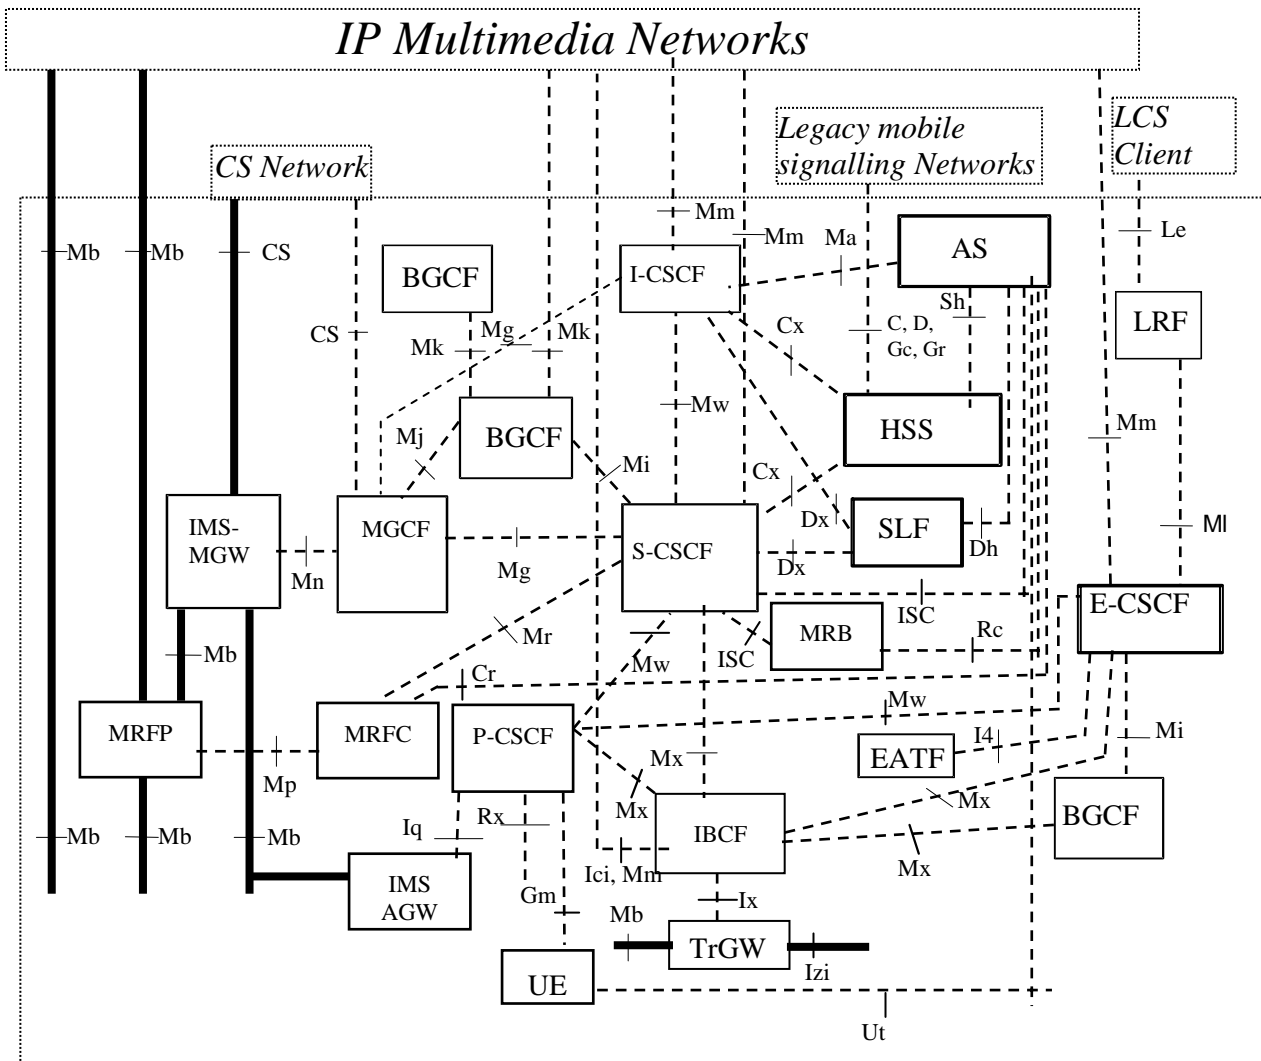 IP Multimedia Networks
Legacy mobile
signalling Networks
LCS
Client
CS Network
Mm
Mb
Mb
CS
Mm
Ma
AS
Le
BGCF
I-CSCF
Sh
LRF
CS
Mk
Mg
Mk
Cx
C, D,
Gc, Gr
Mw
Mj
BGCF
Mi
HSS
Mm
Cx
IMS-
MGW
MGCF
Dx
SLF
Dh
Ml
S-CSCF
Mn
Mg
Dx
E-CSCF
ISC
Mr
MRB
Rc
Mb
Mw
ISC
Cr
Mw
MRFP
MRFC
P-CSCF
I4
Mi
EATF
Mp
Mx
Mx
Mx
Rx
BGCF
Mb
Mb
Mb
Iq
IBCF
Mx
IMS
AGW
Ici, Mm
Gm
Ix
Mb
TrGW
Izi
UE
Ut